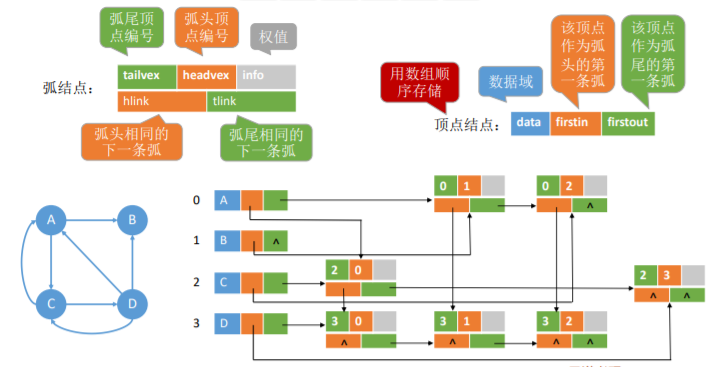 弧尾顶
点编号
弧头顶
点编号
权值
弧结点：
tailvex headvex info
hlink tlink
弧头相同的
下一条弧
弧尾相同的
下一条弧
用数组顺
序存储
数据域
该顶点
作为弧
头的第
一条弧
该顶点
作为弧
尾的第
一条弧
顶点结点：
data firstin firstout
A B
C D
0 A
0 1
0 2
^
1 B ^
2 C
2 0
2 3
^ ^
3 D
3 0
^
3 1
^
3 2
^ ^